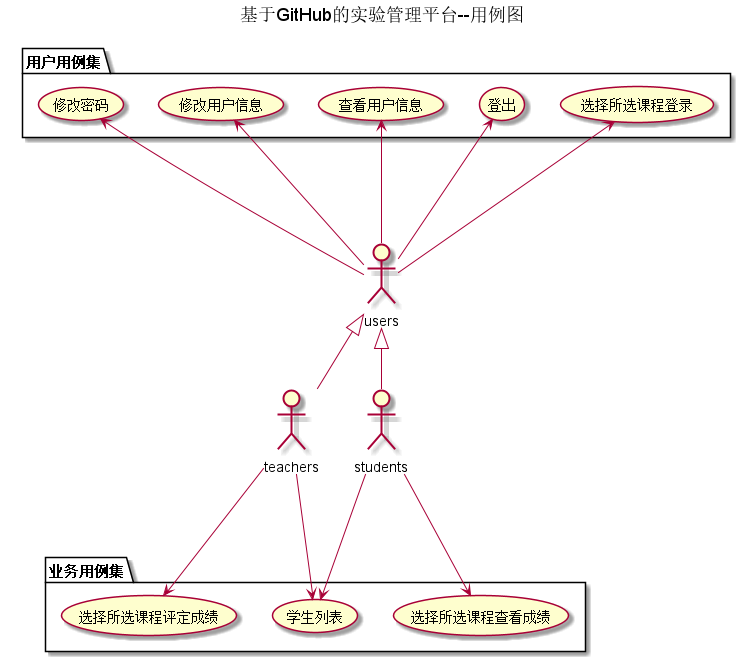 基于GitHub的实验管理平台--用例图
用户用例集
修改密码
修改用户信息
查看用户信息
登出
选择所选课程登录
users
teachers
students
业务用例集
选择所选课程评定成绩
学生列表
选择所选课程查看成绩